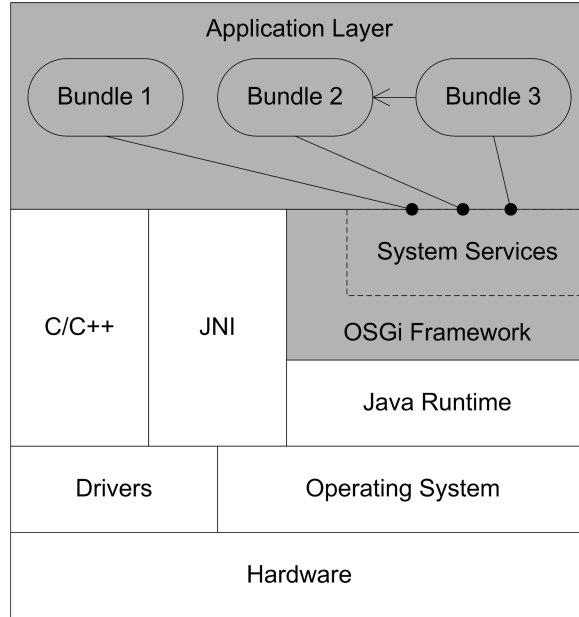 Application Layer
Bundle 1
Bundle 2
Bundle 3
System Services
C/C++
JNI
OSGi Framework
Java Runtime
Drivers
Operating System
Hardware